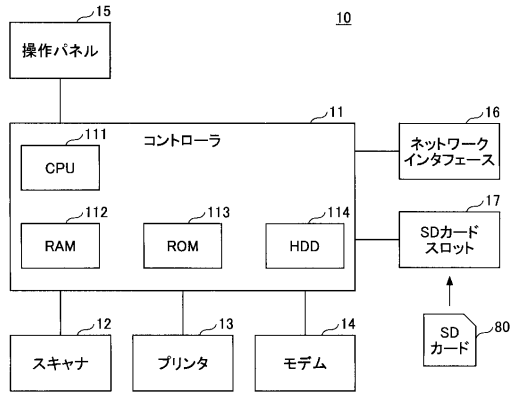 15
10
操作パネル
11
コントローラ
111
CPU
16
ネットワーク
インタフェース
112
RAM
113
ROM
114
HDD
17
SDカード
スロット
12
スキャナ
13
プリンタ
14
モデム
SD
カード
80